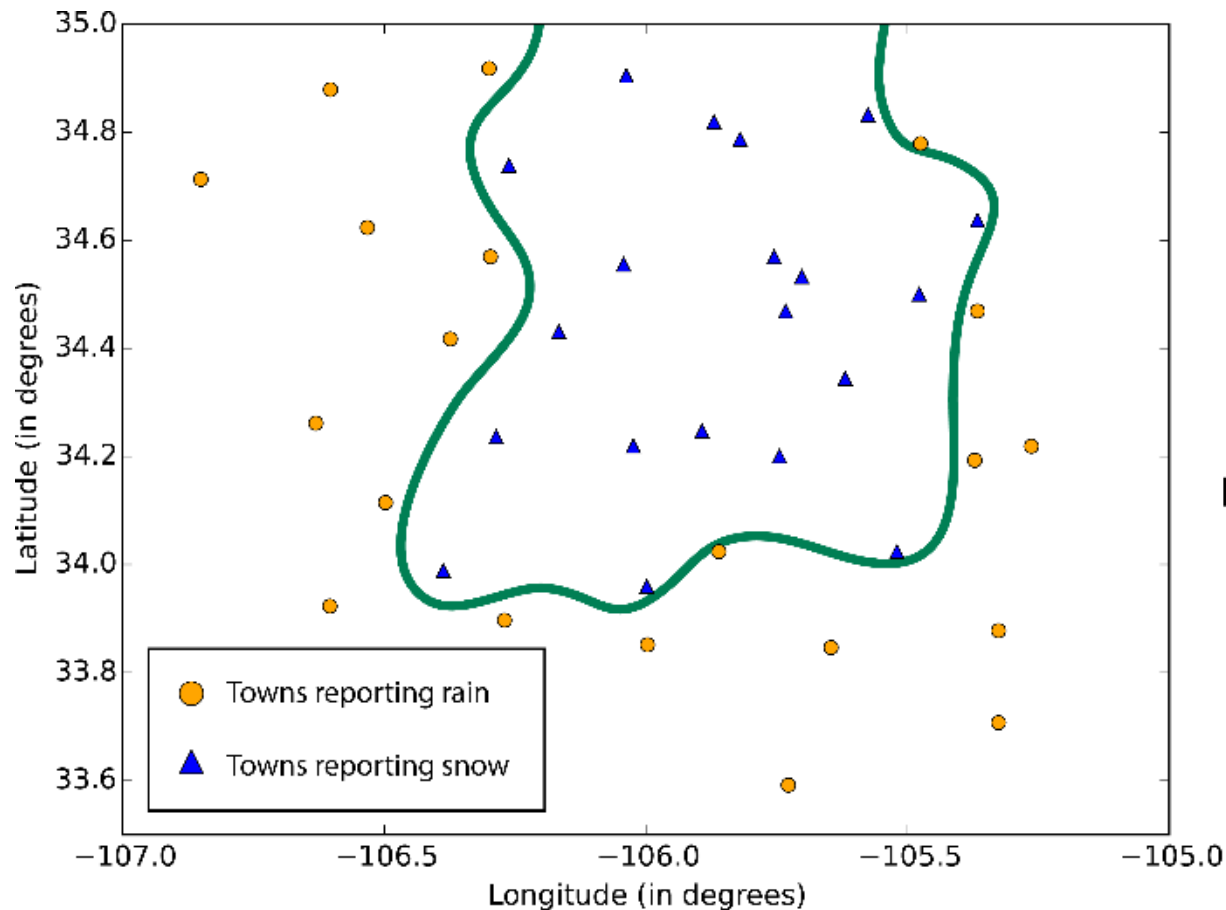 35.0
34.8
34.6
34.4
34.2
34.0
33.8
33.6
Latitude (in degrees)
Towns reporting rain
Towns reporting snow
−107.0 −106.5 −106.0 −105.5 −105.0
Longitude (in degrees)